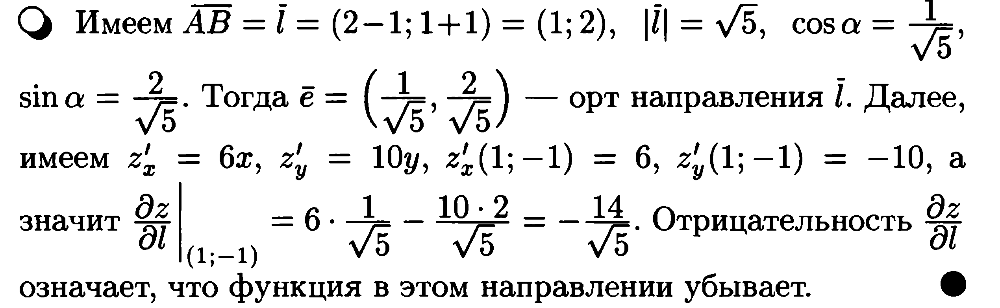 Имеем $\overline{AB} = \bar{l} = (2-1; 1+1) = (1; 2)$, $|\bar{l}| = \sqrt{5}$, $\cos\alpha = \frac{1}{\sqrt{5}}$,
$\sin\alpha = \frac{2}{\sqrt{5}}$. Тогда $\bar{e} = \left(\frac{1}{\sqrt{5}}, \frac{2}{\sqrt{5}}\right)$ — орт направления $\bar{l}$. Далее,
имеем $z'_x = 6x$, $z'_y = 10y$, $z'_x(1; -1) = 6$, $z'_y(1; -1) = -10$, а
значит $\left.\frac{\partial z}{\partial l}\right|_{(1;-1)} = 6 \cdot \frac{1}{\sqrt{5}} - \frac{10 \cdot 2}{\sqrt{5}} = -\frac{14}{\sqrt{5}}$. Отрицательность $\frac{\partial z}{\partial l}$
означает, что функция в этом направлении убывает.